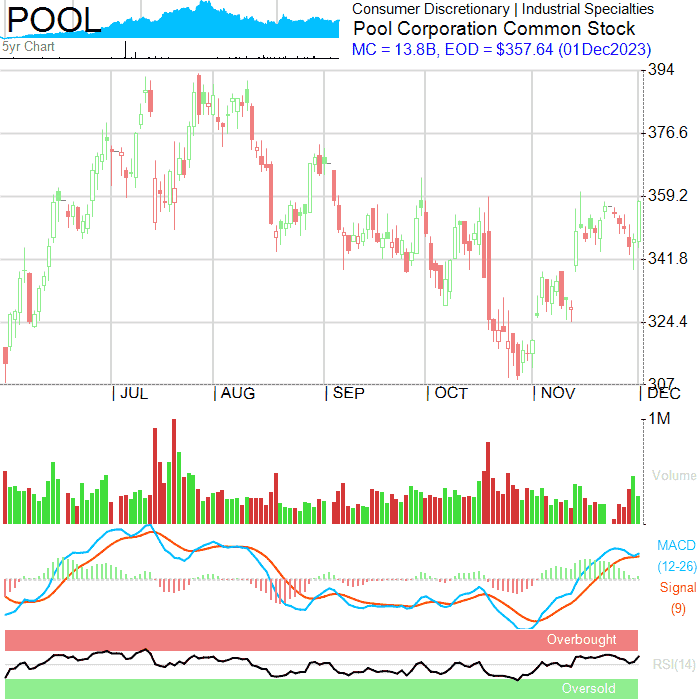 POOL
5yr Chart
Consumer Discretionary | Industrial Specialties
Pool Corporation Common Stock
MC = 13.8B, EOD = $357.64 (01Dec2023)
394
376.6
359.2
341.8
324.4
307
JUL AUG SEP OCT NOV DEC
1M
Volume
MACD
(12-26)
Signal
(9)
Overbought
RSI(14)
Oversold